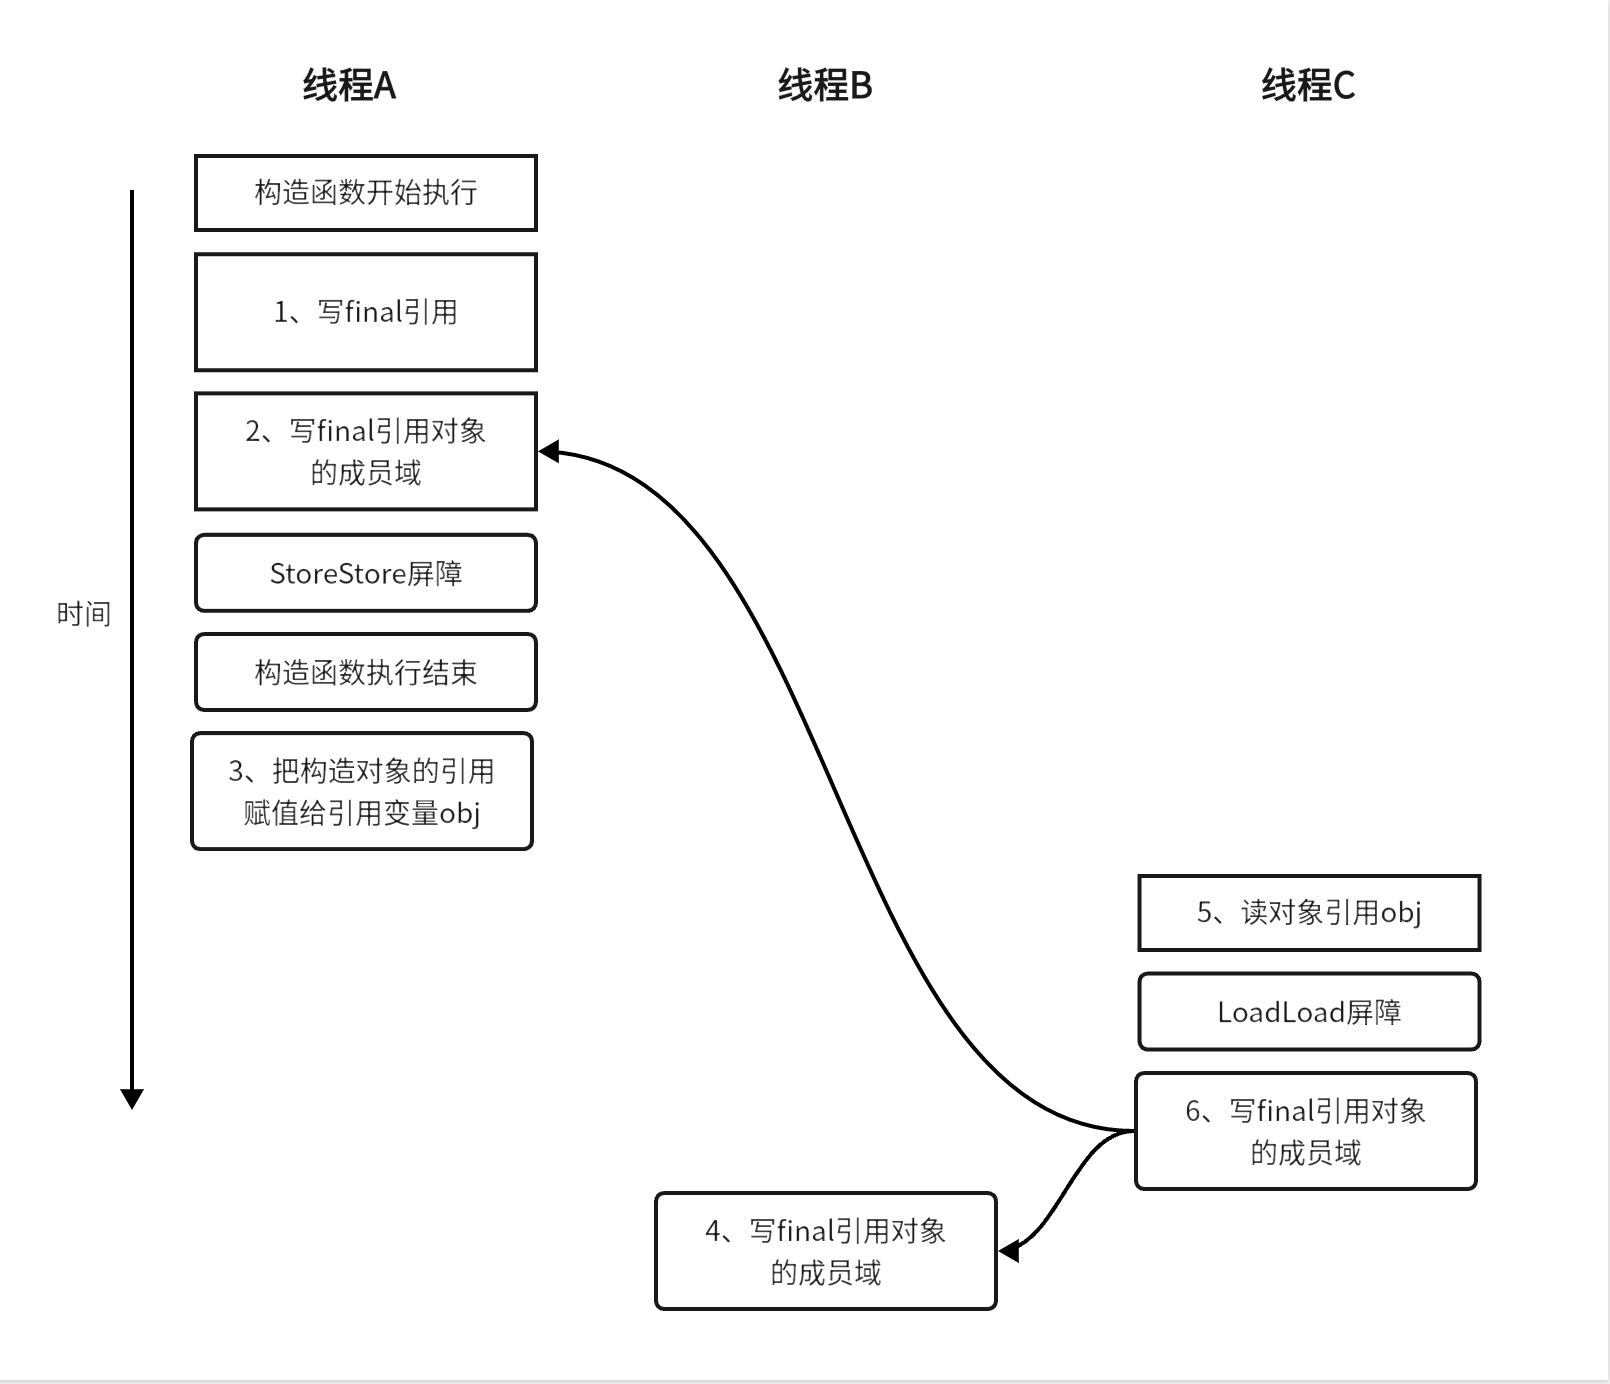 线程A
线程B
线程C
构造函数开始执行
1、写final引用
2、写final引用对象
的成员域
StoreStore屏障
时间
构造函数执行结束
3、把构造对象的引用
赋值给引用变量obj
5、读对象引用obj
LoadLoad屏障
6、写final引用对象
的成员域
4、写final引用对象
的成员域